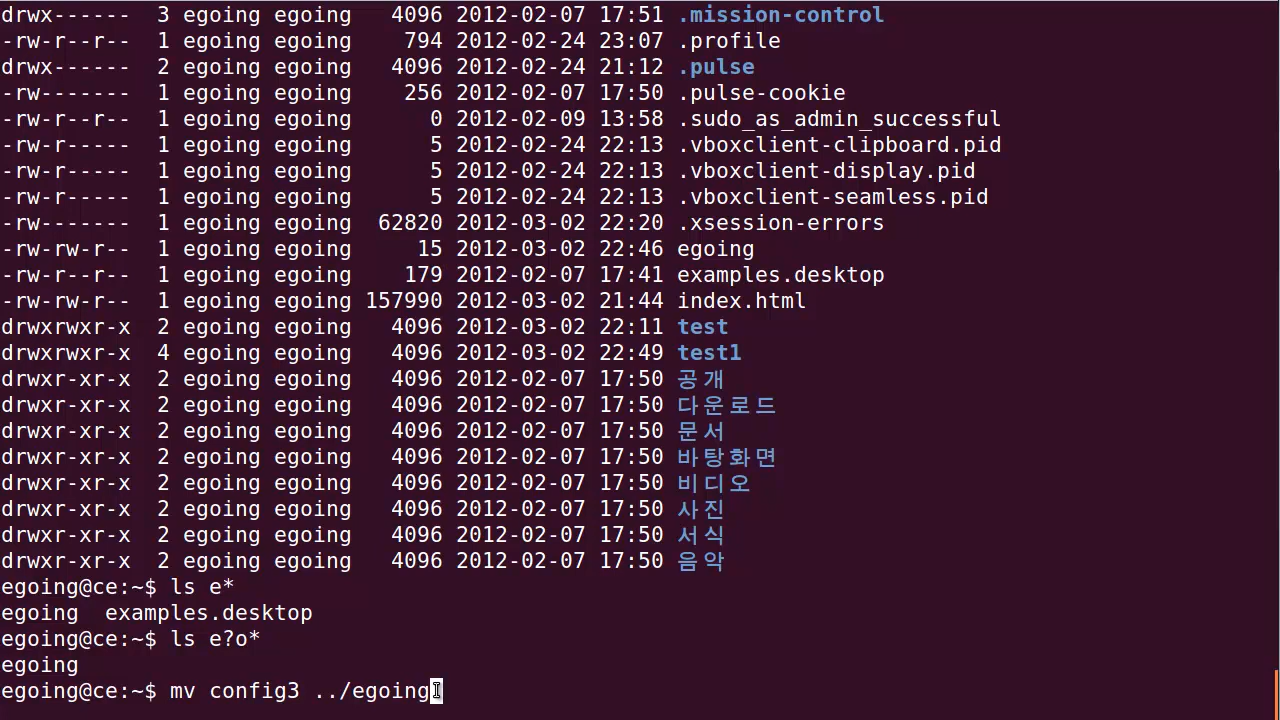 drwx------ 3 egoing egoing 4096 2012-02-07 17:51 .mission-control
-rw-r--r-- 1 egoing egoing 794 2012-02-24 23:07 .profile
drwx------ 2 egoing egoing 4096 2012-02-24 21:12 .pulse
-rw------- 1 egoing egoing 256 2012-02-07 17:50 .pulse-cookie
-rw-r--r-- 1 egoing egoing 0 2012-02-09 13:58 .sudo_as_admin_successful
-rw-r----- 1 egoing egoing 5 2012-02-24 22:13 .vboxclient-clipboard.pid
-rw-r----- 1 egoing egoing 5 2012-02-24 22:13 .vboxclient-display.pid
-rw-r----- 1 egoing egoing 5 2012-02-24 22:13 .vboxclient-seamless.pid
-rw------- 1 egoing egoing 62820 2012-03-02 22:20 .xsession-errors
-rw-rw-r-- 1 egoing egoing 15 2012-03-02 22:46 egoing
-rw-r--r-- 1 egoing egoing 179 2012-02-07 17:41 examples.desktop
-rw-rw-r-- 1 egoing egoing 157990 2012-03-02 21:44 index.html
drwxrwxr-x 2 egoing egoing 4096 2012-03-02 22:11 test
drwxrwxr-x 4 egoing egoing 4096 2012-03-02 22:49 test1
drwxr-xr-x 2 egoing egoing 4096 2012-02-07 17:50 공개
drwxr-xr-x 2 egoing egoing 4096 2012-02-07 17:50 다운로드
drwxr-xr-x 2 egoing egoing 4096 2012-02-07 17:50 문서
drwxr-xr-x 2 egoing egoing 4096 2012-02-07 17:50 바탕화면
drwxr-xr-x 2 egoing egoing 4096 2012-02-07 17:50 비디오
drwxr-xr-x 2 egoing egoing 4096 2012-02-07 17:50 사진
drwxr-xr-x 2 egoing egoing 4096 2012-02-07 17:50 서식
drwxr-xr-x 2 egoing egoing 4096 2012-02-07 17:50 음악
egoing@ce:~$ ls e*
egoing examples.desktop
egoing@ce:~$ ls e?o*
egoing
egoing@ce:~$ mv config3 ../egoing